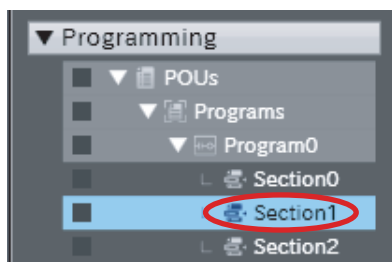 Programming
POUs
Programs
Program0
Section0
Section1
Section2